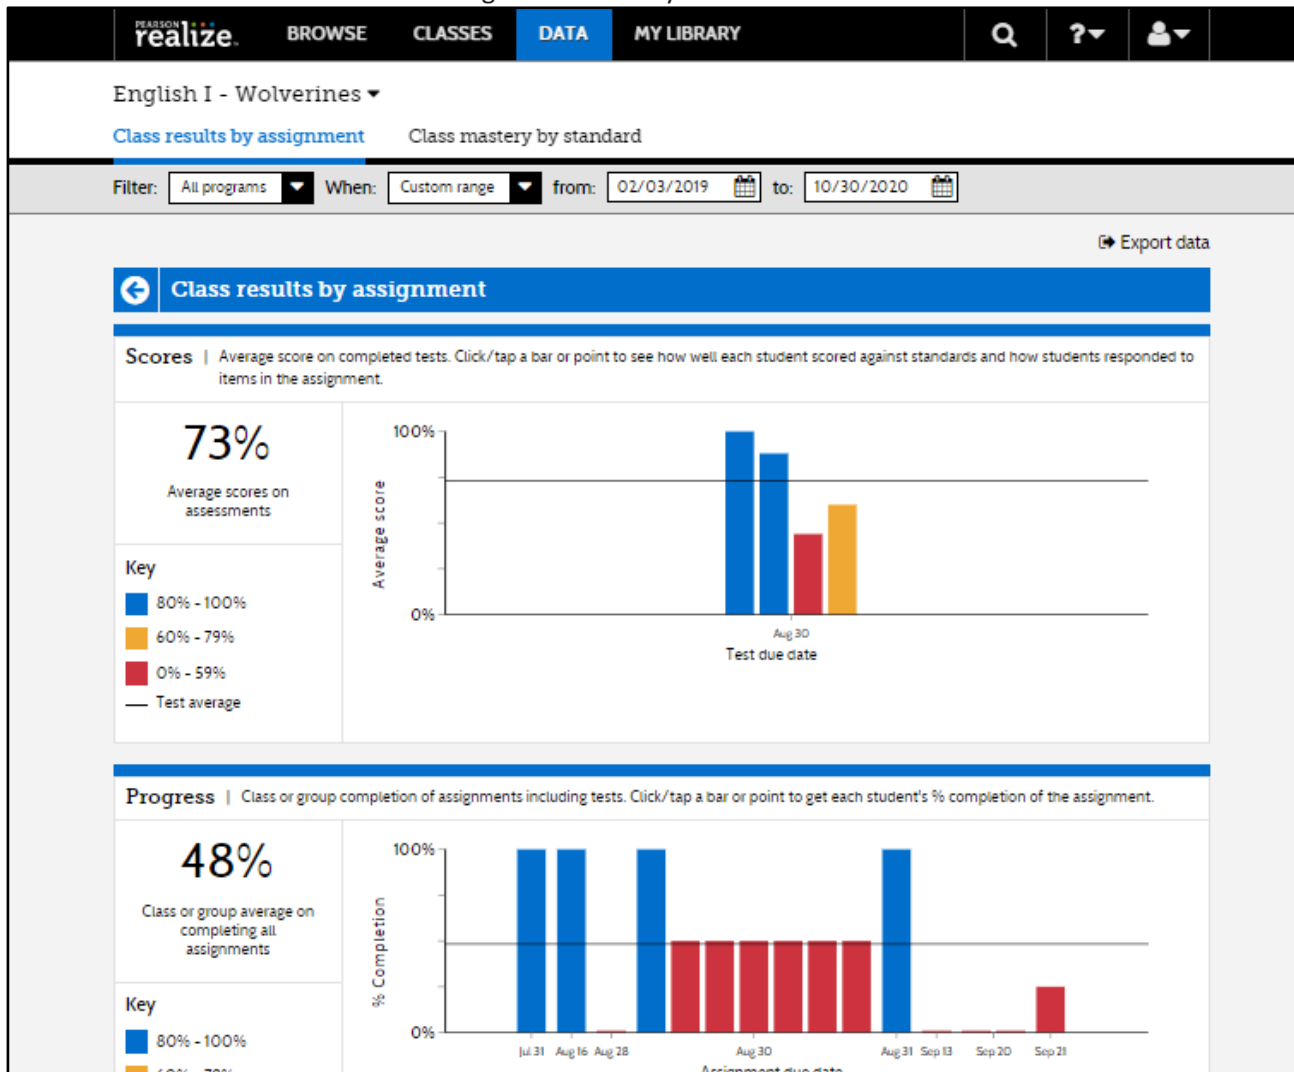 PEARSON
realize. BROWSE CLASSES DATA MY LIBRARY ?
English I - Wolverines
Class results by assignment Class mastery by standard
Filter: All programs When: Custom range from: 02/03/2019 to: 10/30/2020
Export data
Class results by assignment
Scores | Average score on completed tests. Click/tap a bar or point to see how well each student scored against standards and how students responded to
items in the assignment.
73%
Average scores on
assessments
Key
80% - 100%
60% - 79%
0% - 59%
Test average
100%
Average score
0%
Aug 30
Test due date
Progress | Class or group completion of assignments including tests. Click/tap a bar or point to get each student's % completion of the assignment.
48%
Class or group average on
completing all
assignments
Key
80% - 100%
100%
% Completion
0%
Jul 31 Aug 16 Aug 28 Aug 30 Aug 31 Sep 13 Sep 20 Sep 21
Assignment due date